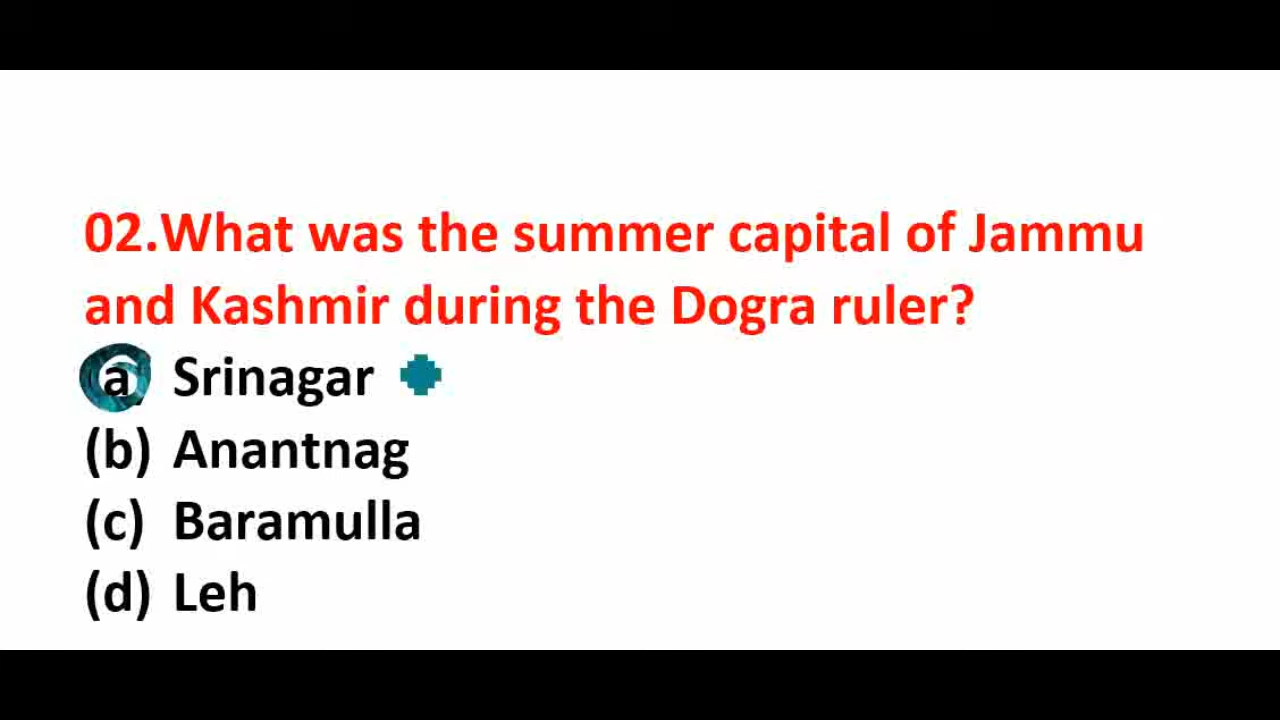 02.What was the summer capital of Jammu
and Kashmir during the Dogra ruler?
a) Srinagar
(b) Anantnag
(c) Baramulla
(d) Leh